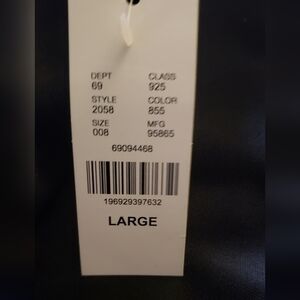 DEPT CLASS
69 925
STYLE COLOR
2058 855
SIZE MFG
008 95865
69094468
196929397632
LARGE